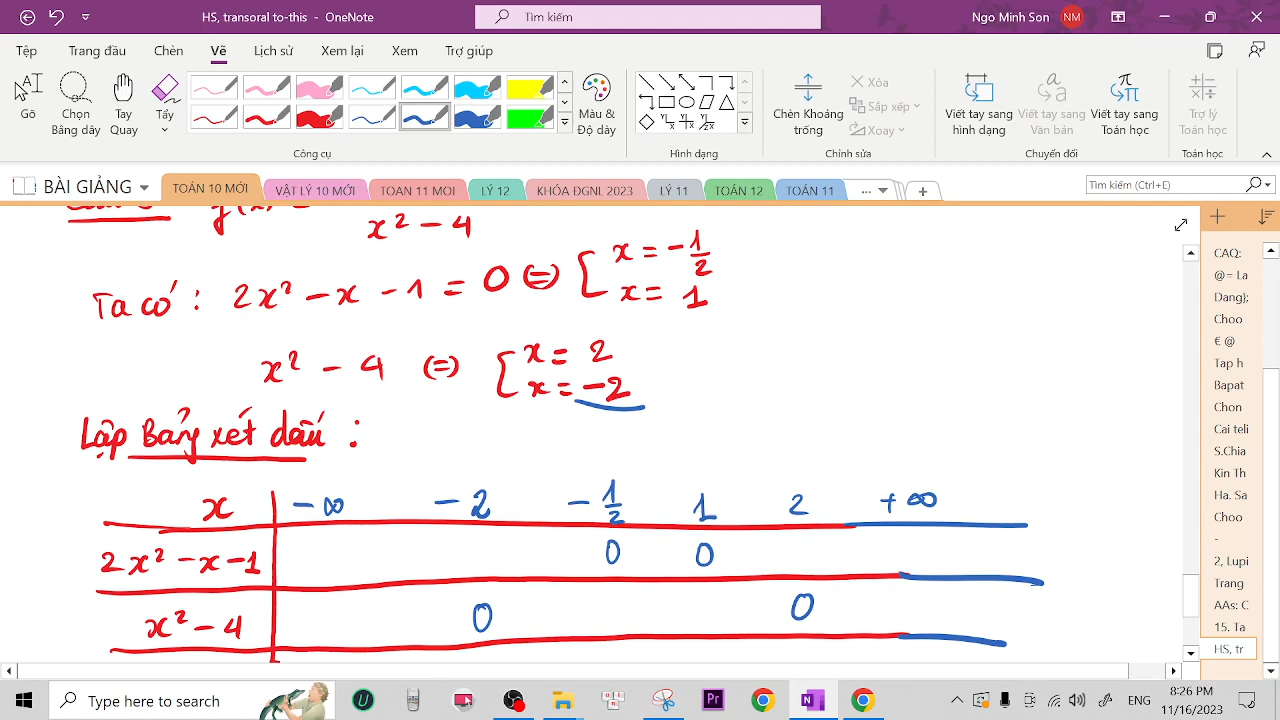 HS, transoral to-this - OneNote
Tìm kiếm
Ngo Minh Son NM
Tệp Trang đầu Chèn Vẽ Lịch sử Xem lại Xem Trợ giúp
Gõ
Chọn Bằng dây
Tay Quay
Tẩy
Màu & Độ dày
Chèn Khoảng trống
Xóa
Sắp xếp
Xoay
Viết tay sang hình dạng
Viết tay sang Văn bản
Viết tay sang Toán học
Trợ lý Toán học
Công cụ Hình dạng Chỉnh sửa Chuyển đổi Toán học
BÀI GIẢNG TOÁN 10 MỚI VẬT LÝ 10 MỚI TOAN 11 MOI LÝ 12 KHÓA ĐGNL 2023 LÝ 11 TOÁN 12 TOÁN 11 ... Tìm kiếm (Ctrl+E)
x² - 4
Ta có : 2x² - x - 1 = 0 (=) [ x = -1/2
x = 1
x² - 4 (=) [ x = 2
x = -2
Lập Bảng xét dấu :
x -∞ -2 -1/2 1 2 +∞
2x² - x - 1 0 0
x² - 4 0 0
CAQ:
@= La
Dang);
Choo
€ @
Tap h
Bapat
Chon
Cai teli
S.Chia
Kin Th
Ha. Sa
Choo
-
2, Lupi
Trang
AAs: C
15. Ta
HS, tr
Type here to search
Pr
N
ENG
8:26 PM
11/16/2023